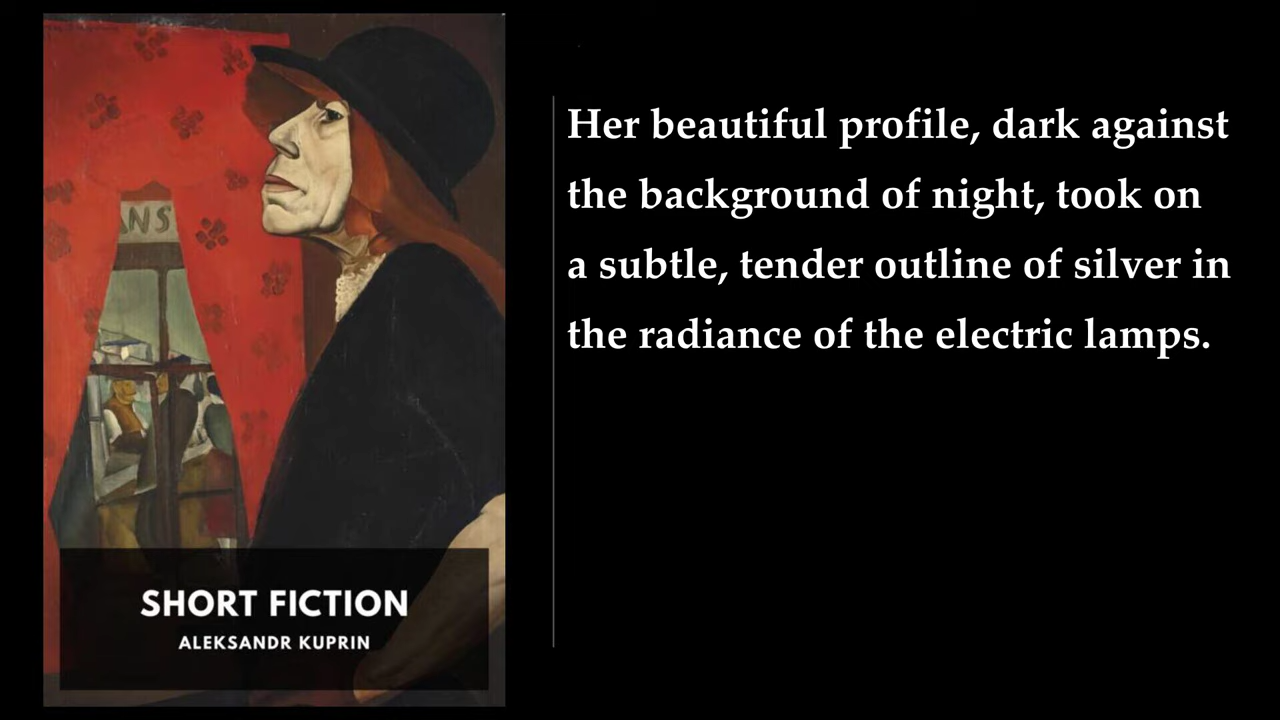 ANS
SHORT FICTION
ALEKSANDR KUPRIN
Her beautiful profile, dark against
the background of night, took on
a subtle, tender outline of silver in
the radiance of the electric lamps.